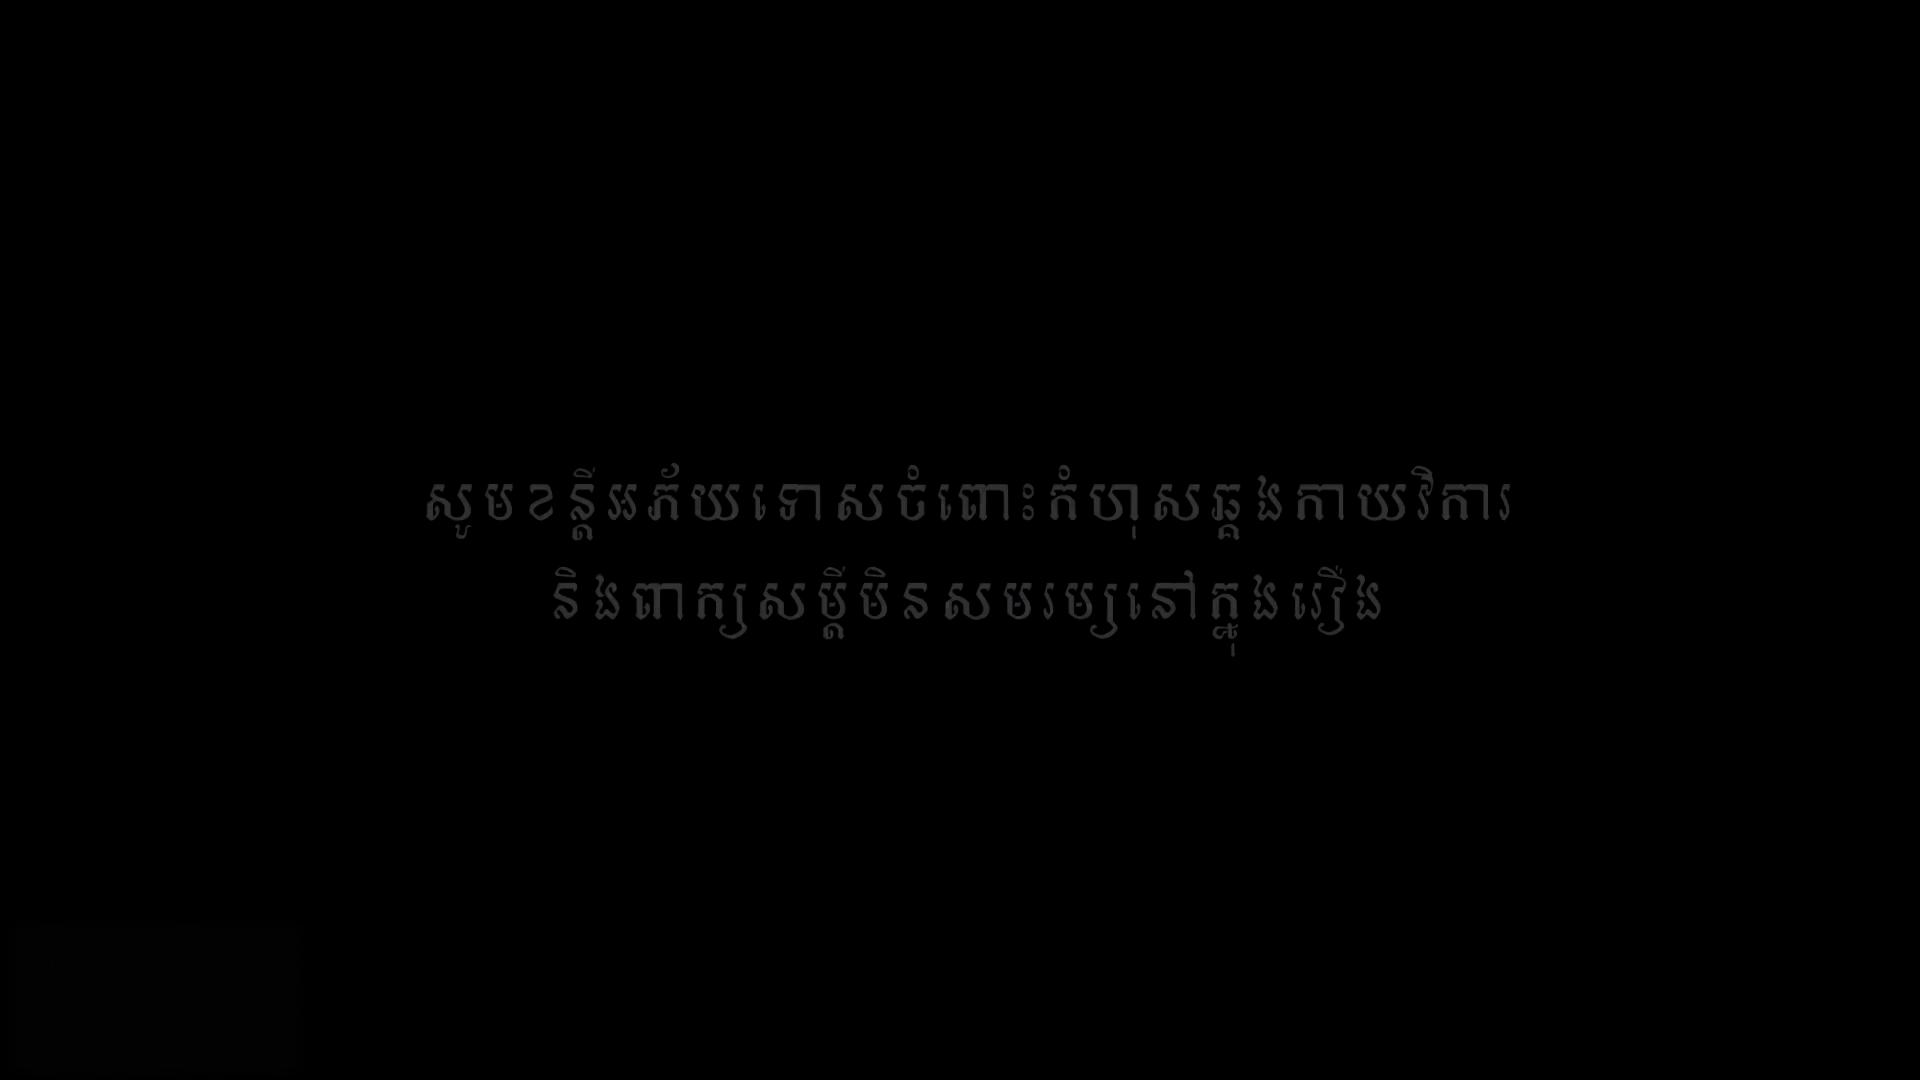 សូមខន្តីអភ័យទោសចំពោះកំហុសឆ្គងកាយវិការ
និងពាក្យសម្តីមិនសមរម្យនៅក្នុងរឿង